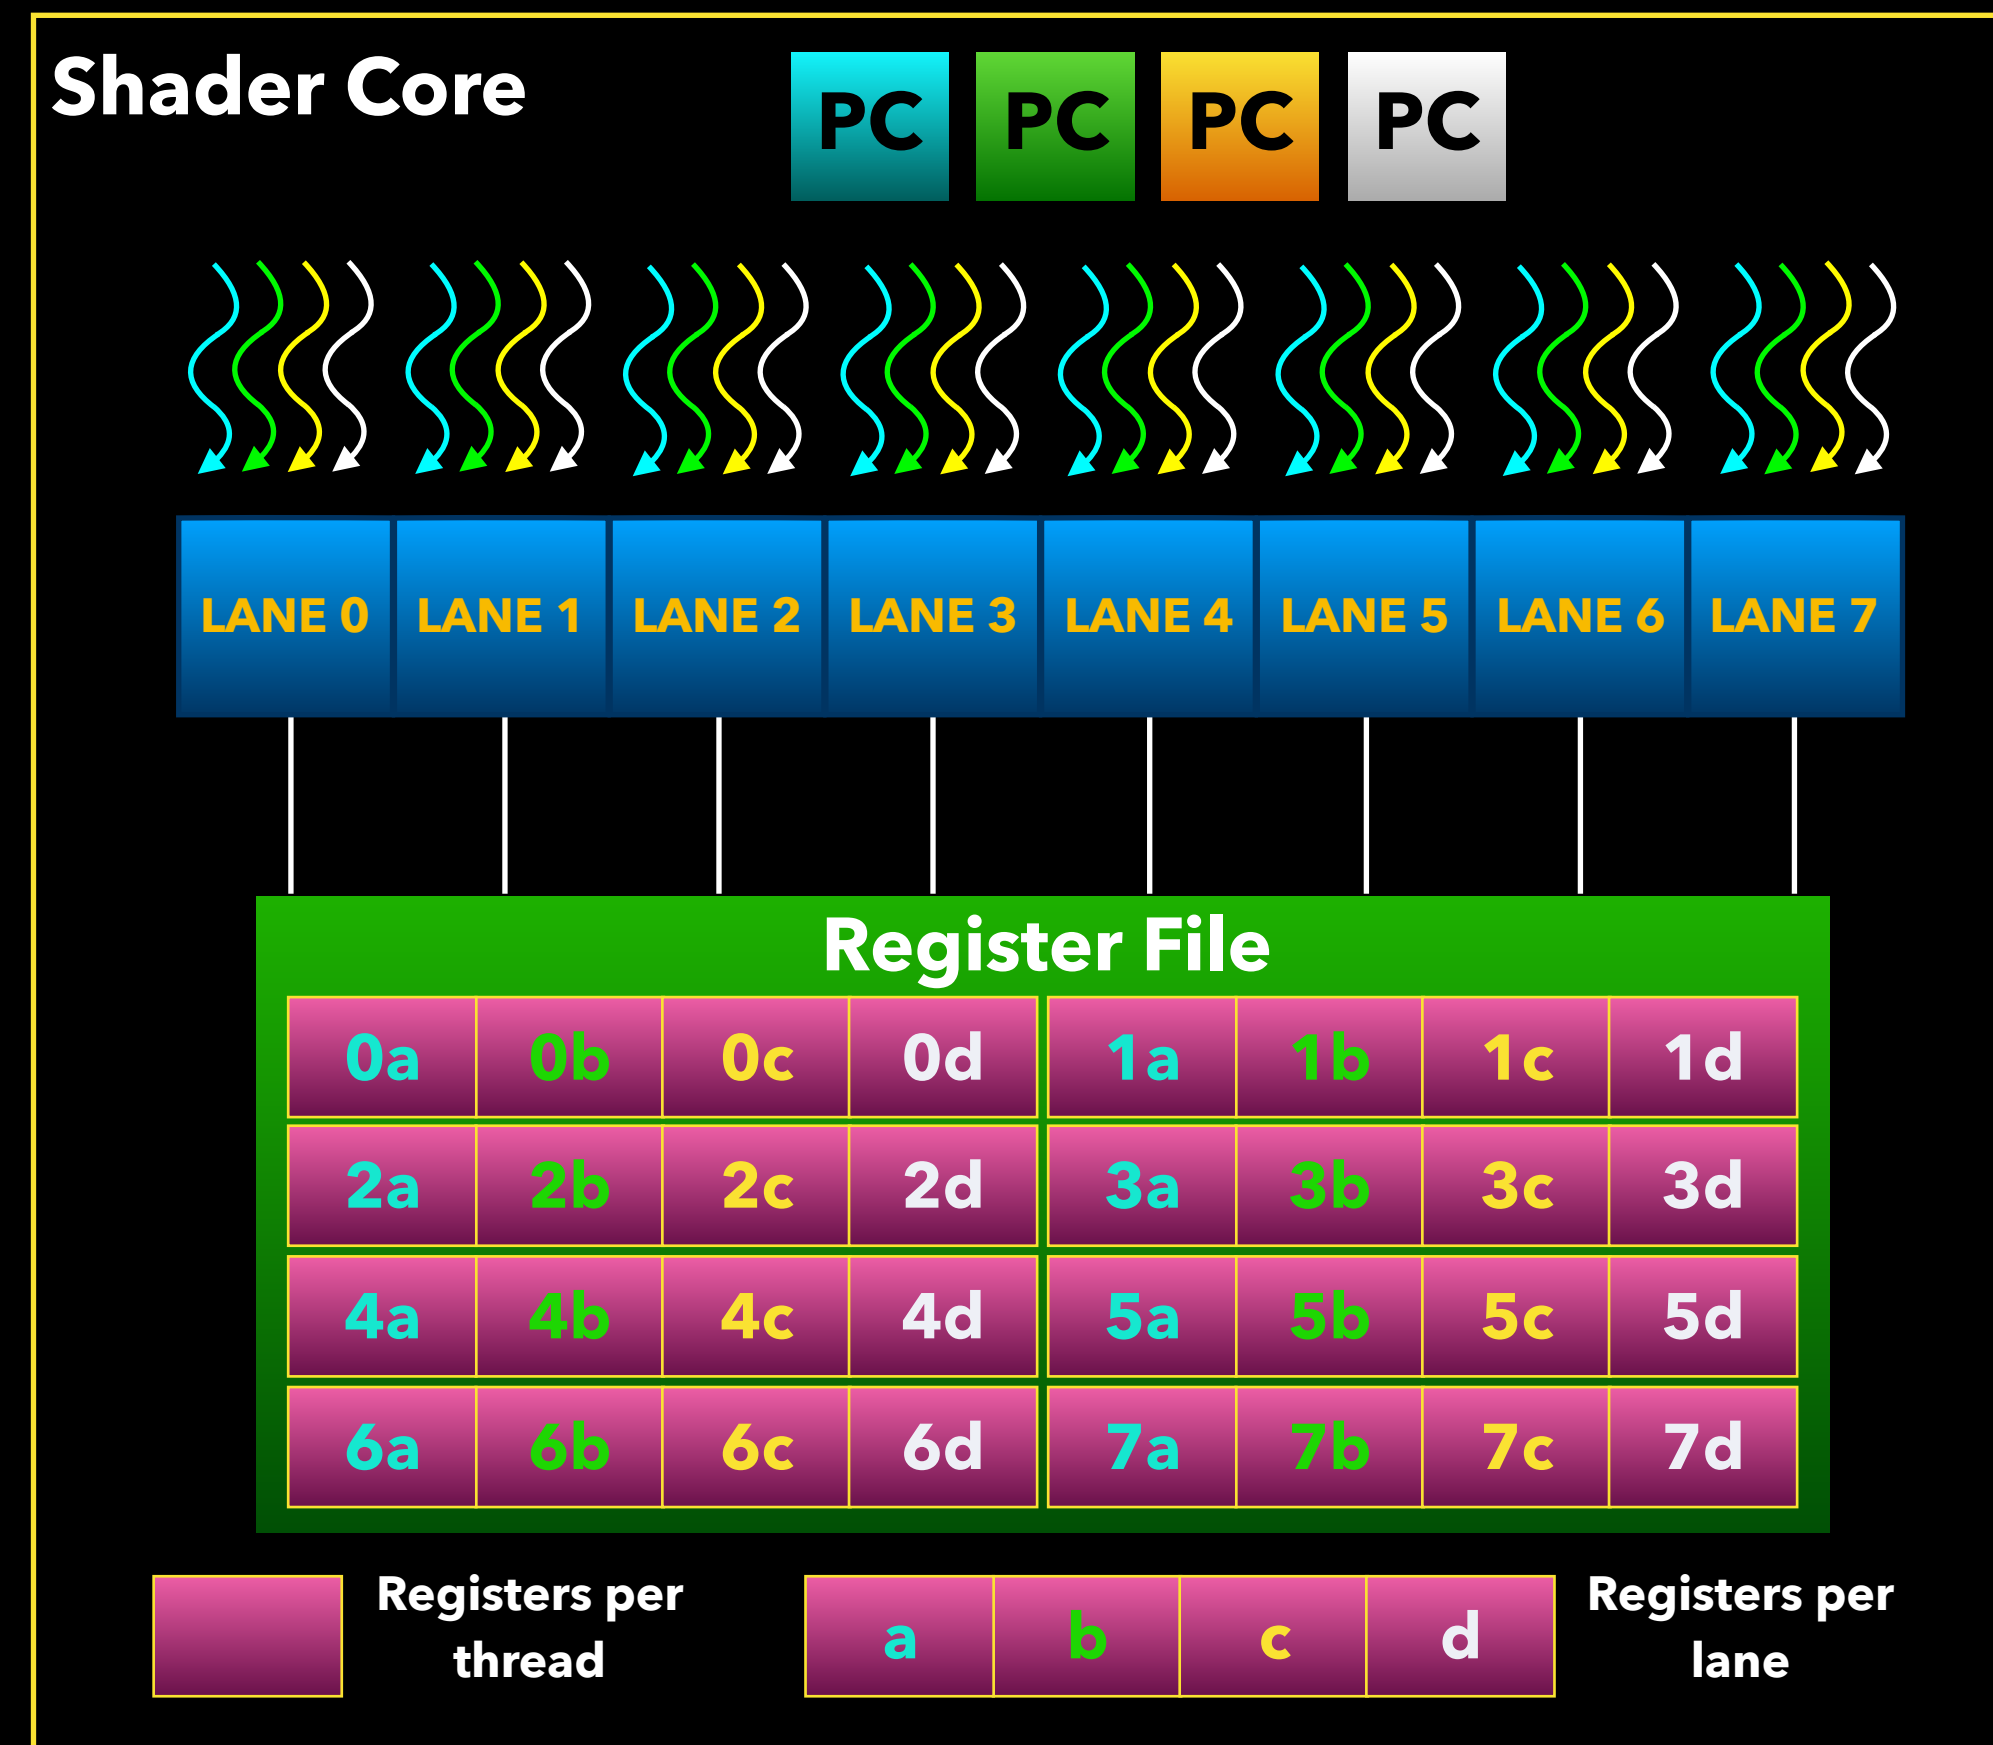 Shader Core
PC PC PC PC
LANE 0 LANE 1 LANE 2 LANE 3 LANE 4 LANE 5 LANE 6 LANE 7
Register File
0a 0b 0c 0d 1a 1b 1c 1d
2a 2b 2c 2d 3a 3b 3c 3d
4a 4b 4c 4d 5a 5b 5c 5d
6a 6b 6c 6d 7a 7b 7c 7d
Registers per
thread
a b c d
Registers per
lane